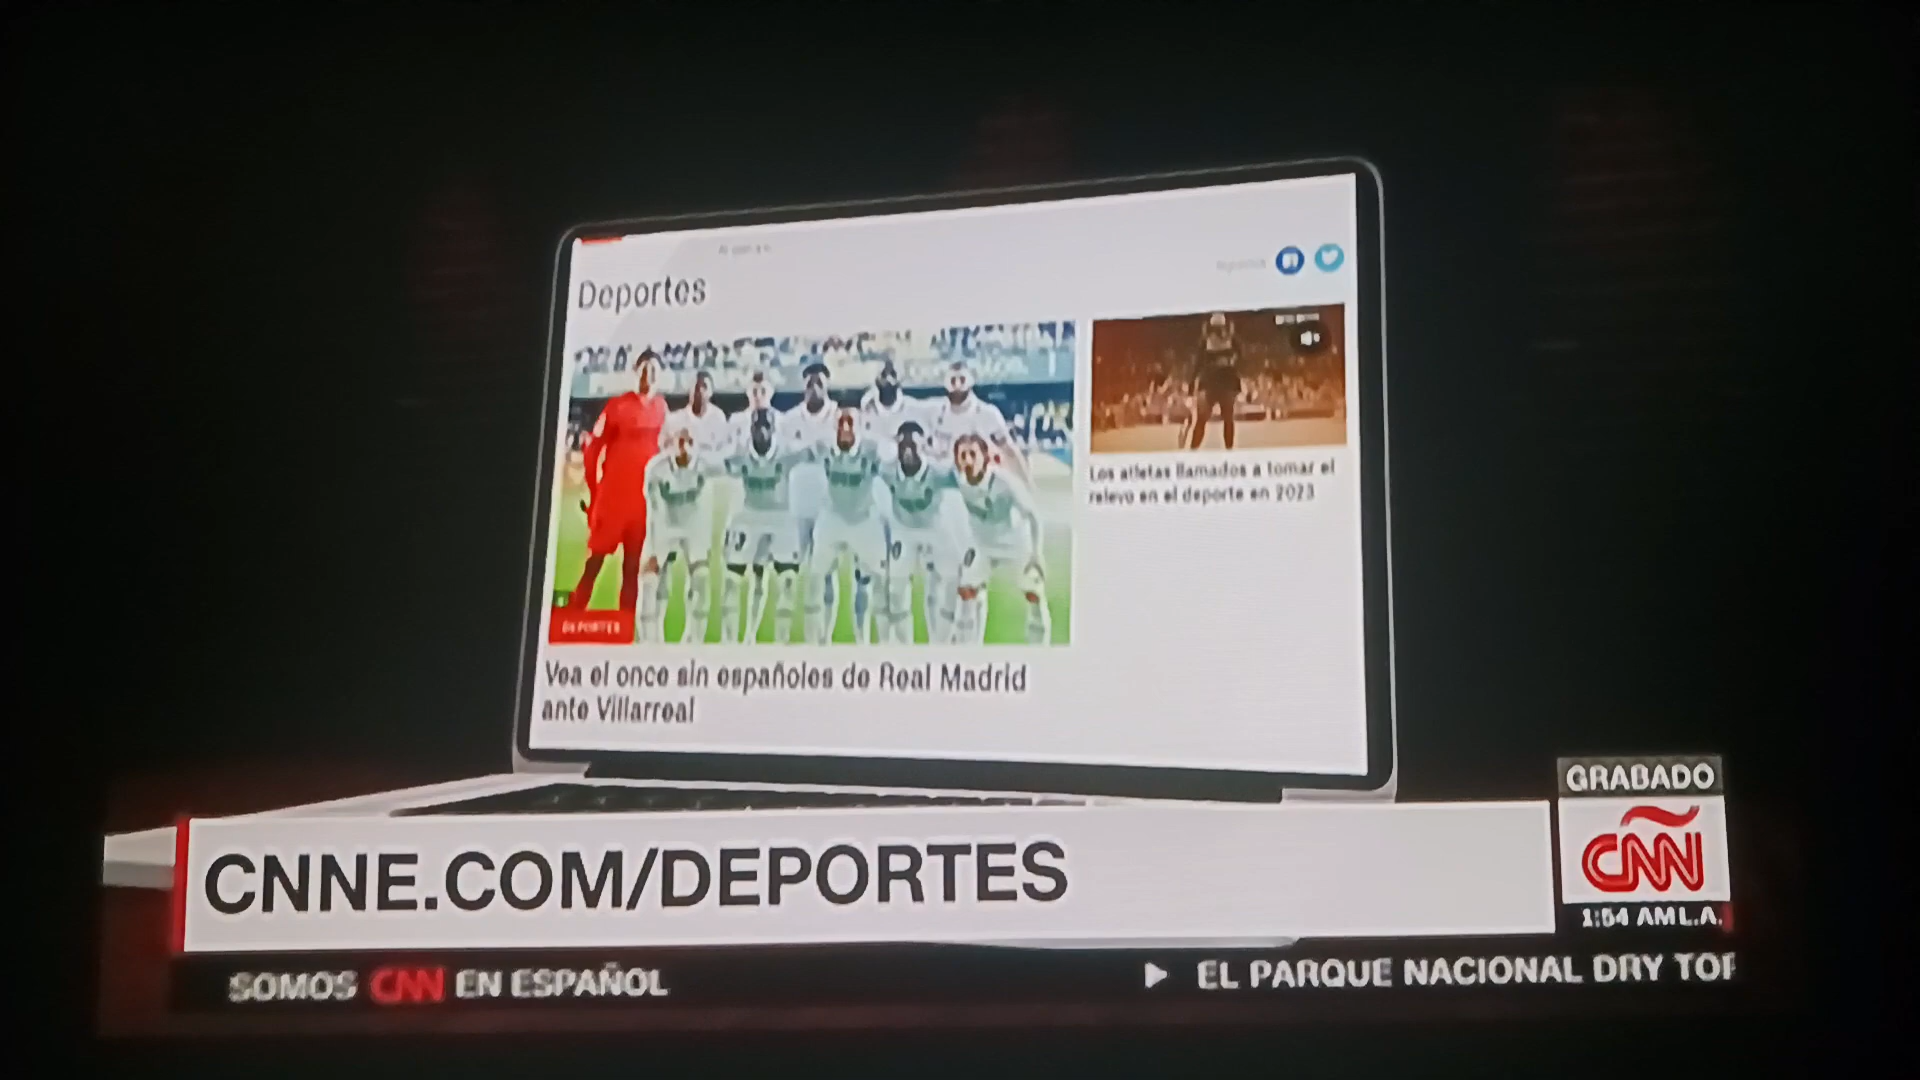 Deportes
DEPORTES
Vea el once sin españoles de Real Madrid
ante Villarreal
Los atletas llamados a tomar el
relevo en el deporte en 2023
GRABADO
CNN
1:54 AM L.A.
CNNE.COM/DEPORTES
SOMOS CNN EN ESPAÑOL
EL PARQUE NACIONAL DRY TOR